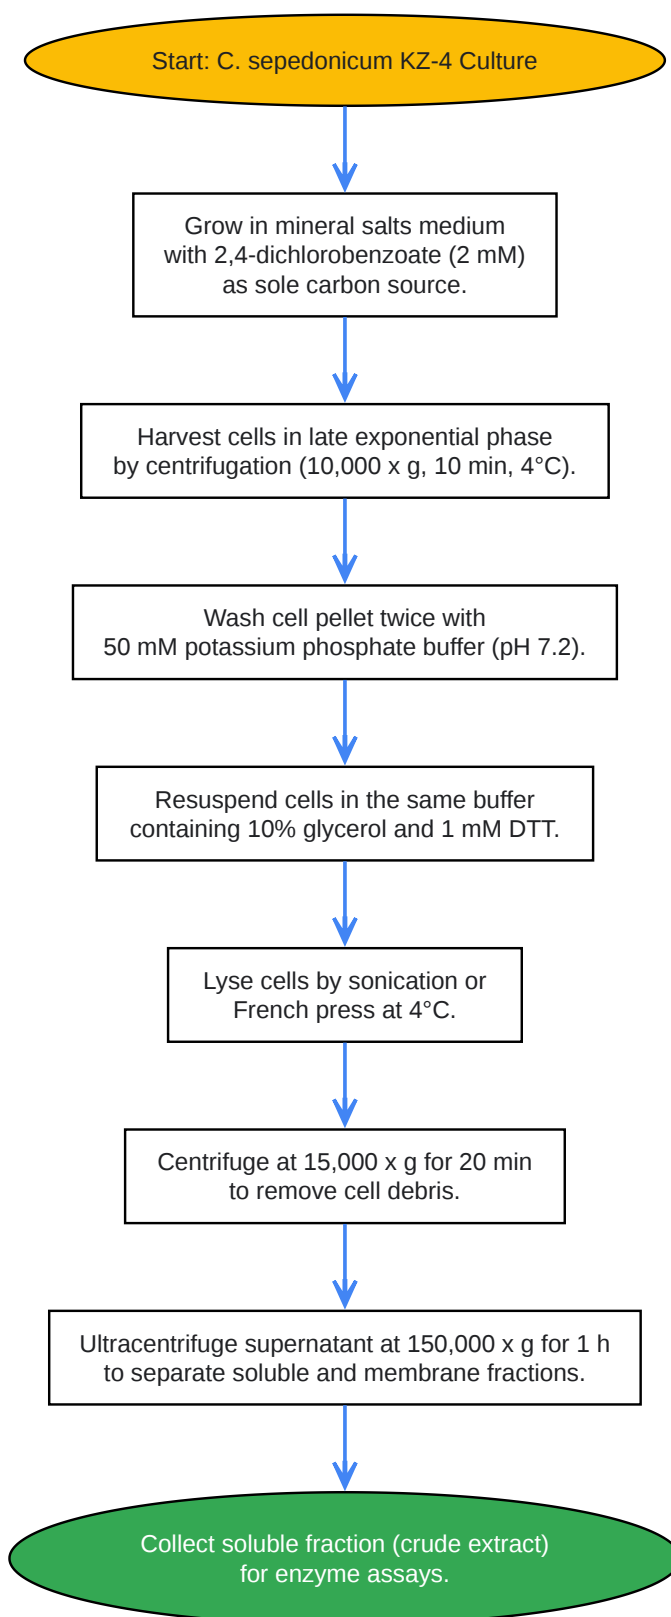 Start: C. sepedonicum KZ-4 Culture
Grow in mineral salts medium
with 2,4-dichlorobenzoate (2 mM)
as sole carbon source.
Harvest cells in late exponential phase
by centrifugation (10,000 x g, 10 min, 4°C).
Wash cell pellet twice with
50 mM potassium phosphate buffer (pH 7.2).
Resuspend cells in the same buffer
containing 10% glycerol and 1 mM DTT.
Lyse cells by sonication or
French press at 4°C.
Centrifuge at 15,000 x g for 20 min
to remove cell debris.
Ultracentrifuge supernatant at 150,000 x g for 1 h
to separate soluble and membrane fractions.
Collect soluble fraction (crude extract)
for enzyme assays.